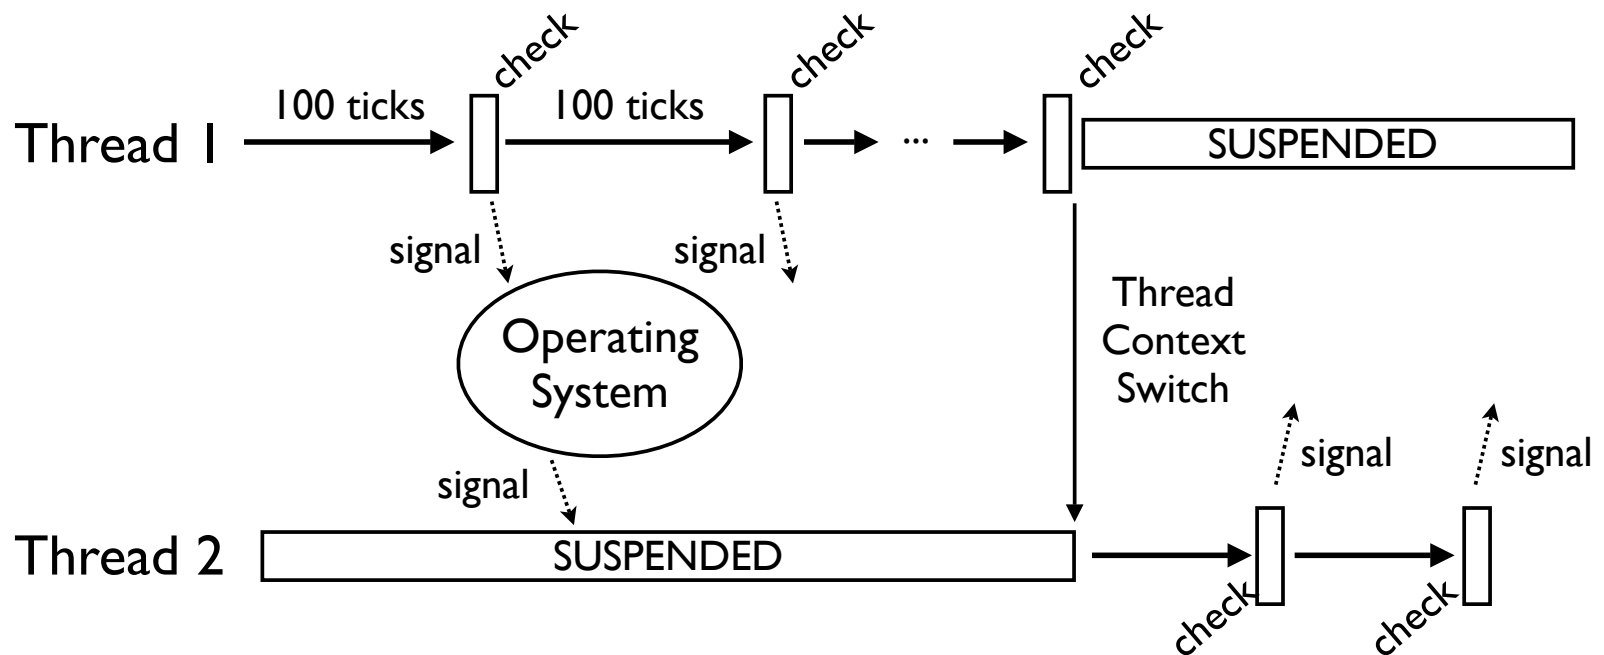 check
check
check
100 ticks
100 ticks
Thread 1
...
SUSPENDED
signal
signal
Thread
Context
Switch
Operating
System
signal
signal
signal
Thread 2
SUSPENDED
check
check